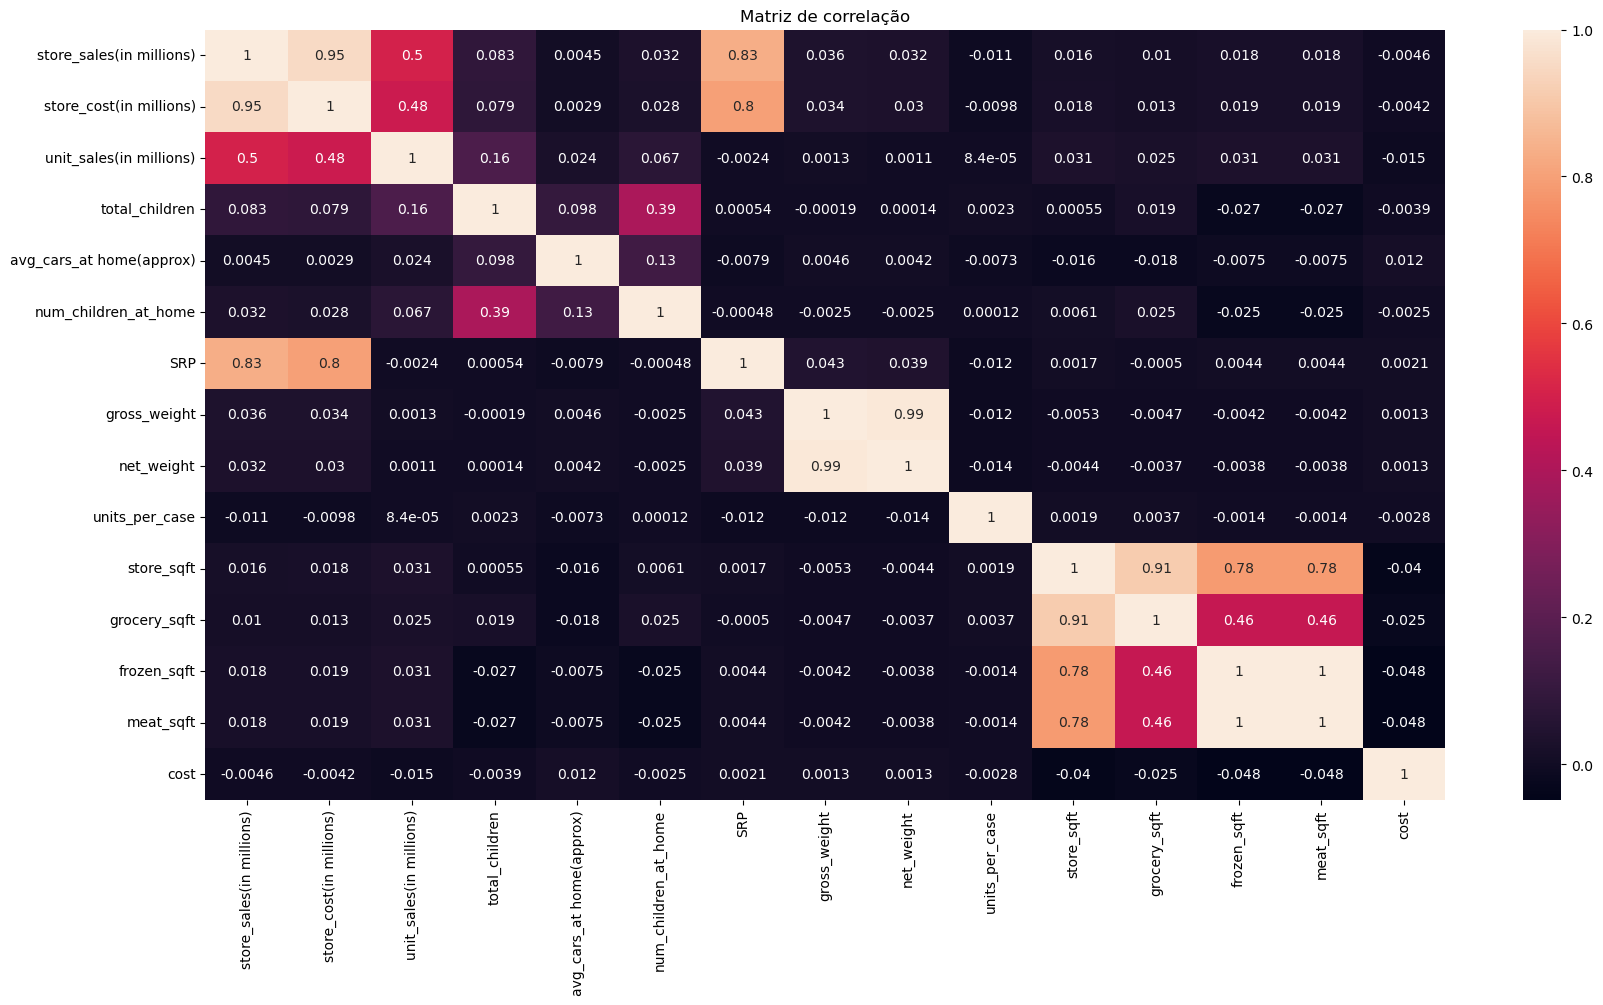 Matriz de correlação
store_sales(in millions) 1 0.95 0.5 0.083 0.0045 0.032 0.83 0.036 0.032 -0.011 0.016 0.01 0.018 0.018 -0.0046
store_cost(in millions) 0.95 1 0.48 0.079 0.0029 0.028 0.8 0.034 0.03 -0.0098 0.018 0.013 0.019 0.019 -0.0042
unit_sales(in millions) 0.5 0.48 1 0.16 0.024 0.067 -0.0024 0.0013 0.0011 8.4e-05 0.031 0.025 0.031 0.031 -0.015
total_children 0.083 0.079 0.16 1 0.098 0.39 0.00054 -0.00019 0.00014 0.0023 0.00055 0.019 -0.027 -0.027 -0.0039
avg_cars_at home(approx) 0.0045 0.0029 0.024 0.098 1 0.13 -0.0079 0.0046 0.0042 -0.0073 -0.016 -0.018 -0.0075 -0.0075 0.012
num_children_at_home 0.032 0.028 0.067 0.39 0.13 1 -0.00048 -0.0025 -0.0025 0.00012 0.0061 0.025 -0.025 -0.025 -0.0025
SRP 0.83 0.8 -0.0024 0.00054 -0.0079 -0.00048 1 0.043 0.039 -0.012 0.0017 -0.0005 0.0044 0.0044 0.0021
gross_weight 0.036 0.034 0.0013 -0.00019 0.0046 -0.0025 0.043 1 0.99 -0.012 -0.0053 -0.0047 -0.0042 -0.0042 0.0013
net_weight 0.032 0.03 0.0011 0.00014 0.0042 -0.0025 0.039 0.99 1 -0.014 -0.0044 -0.0037 -0.0038 -0.0038 0.0013
units_per_case -0.011 -0.0098 8.4e-05 0.0023 -0.0073 0.00012 -0.012 -0.012 -0.014 1 0.0019 0.0037 -0.0014 -0.0014 -0.0028
store_sqft 0.016 0.018 0.031 0.00055 -0.016 0.0061 0.0017 -0.0053 -0.0044 0.0019 1 0.91 0.78 0.78 -0.04
grocery_sqft 0.01 0.013 0.025 0.019 -0.018 0.025 -0.0005 -0.0047 -0.0037 0.0037 0.91 1 0.46 0.46 -0.025
frozen_sqft 0.018 0.019 0.031 -0.027 -0.0075 -0.025 0.0044 -0.0042 -0.0038 -0.0014 0.78 0.46 1 1 -0.048
meat_sqft 0.018 0.019 0.031 -0.027 -0.0075 -0.025 0.0044 -0.0042 -0.0038 -0.0014 0.78 0.46 1 1 -0.048
cost -0.0046 -0.0042 -0.015 -0.0039 0.012 -0.0025 0.0021 0.0013 0.0013 -0.0028 -0.04 -0.025 -0.048 -0.048 1
store_sales(in millions)
store_cost(in millions)
unit_sales(in millions)
total_children
avg_cars_at home(approx)
num_children_at_home
SRP
gross_weight
net_weight
units_per_case
store_sqft
grocery_sqft
frozen_sqft
meat_sqft
cost
1.0
0.8
0.6
0.4
0.2
0.0